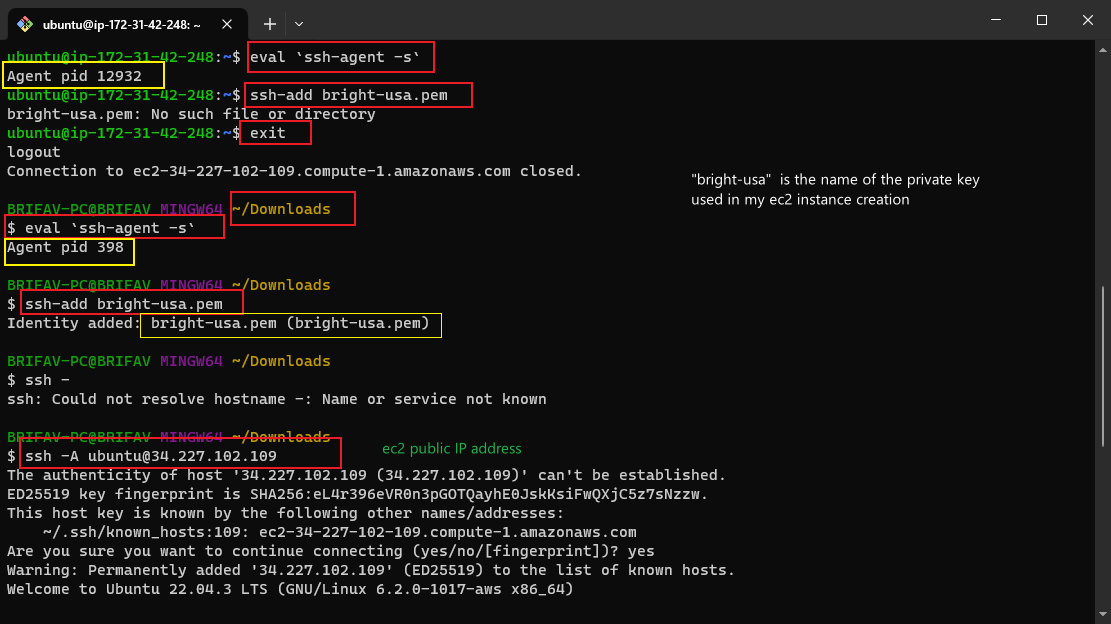 ubuntu@ip-172-31-42-248: ~
ubuntu@ip-172-31-42-248:~$ eval `ssh-agent -s`
Agent pid 12932
ubuntu@ip-172-31-42-248:~$ ssh-add bright-usa.pem
bright-usa.pem: No such file or directory
ubuntu@ip-172-31-42-248:~$ exit
logout
Connection to ec2-34-227-102-109.compute-1.amazonaws.com closed.
"bright-usa"  is the name of the private key
used in my ec2 instance creation
BRIFAV-PC@BRIFAV MINGW64 ~/Downloads
$ eval `ssh-agent -s`
Agent pid 398
BRIFAV-PC@BRIFAV MINGW64 ~/Downloads
$ ssh-add bright-usa.pem
Identity added: bright-usa.pem (bright-usa.pem)
BRIFAV-PC@BRIFAV MINGW64 ~/Downloads
$ ssh -
ssh: Could not resolve hostname -: Name or service not known
BRIFAV-PC@BRIFAV MINGW64 ~/Downloads
ec2 public IP address
$ ssh -A ubuntu@34.227.102.109
The authenticity of host '34.227.102.109 (34.227.102.109)' can't be established.
ED25519 key fingerprint is SHA256:eL4r396eVR0n3pGOTQayhE0JskKsiFwQXjC5z7sNzzw.
This host key is known by the following other names/addresses:
    ~/.ssh/known_hosts:109: ec2-34-227-102-109.compute-1.amazonaws.com
Are you sure you want to continue connecting (yes/no/[fingerprint])? yes
Warning: Permanently added '34.227.102.109' (ED25519) to the list of known hosts.
Welcome to Ubuntu 22.04.3 LTS (GNU/Linux 6.2.0-1017-aws x86_64)